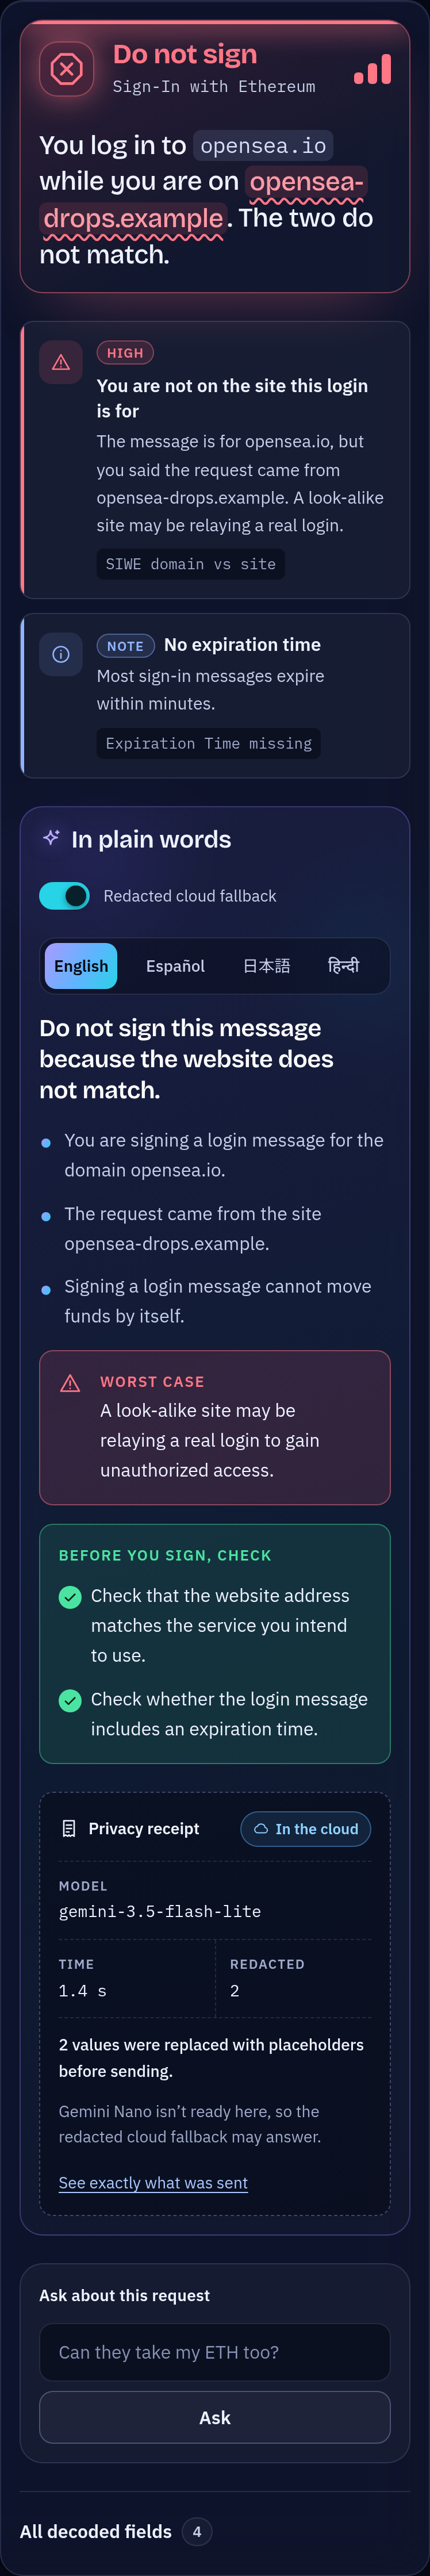 Do not sign
Sign-In with Ethereum
You log in to opensea.io
while you are on opensea-
drops.example. The two do
not match.
HIGH
You are not on the site this login
is for
The message is for opensea.io, but
you said the request came from
opensea-drops.example. A look-alike
site may be relaying a real login.
SIWE domain vs site
NOTE No expiration time
Most sign-in messages expire
within minutes.
Expiration Time missing
In plain words
Redacted cloud fallback
English Español 日本語 हिन्दी
Do not sign this message
because the website does
not match.
You are signing a login message for the
domain opensea.io.
The request came from the site
opensea-drops.example.
Signing a login message cannot move
funds by itself.
WORST CASE
A look-alike site may be
relaying a real login to gain
unauthorized access.
BEFORE YOU SIGN, CHECK
Check that the website address
matches the service you intend
to use.
Check whether the login message
includes an expiration time.
Privacy receipt In the cloud
MODEL
gemini-3.5-flash-lite
TIME REDACTED
1.4 s 2
2 values were replaced with placeholders
before sending.
Gemini Nano isn’t ready here, so the
redacted cloud fallback may answer.
See exactly what was sent
Ask about this request
Can they take my ETH too?
Ask
All decoded fields 4